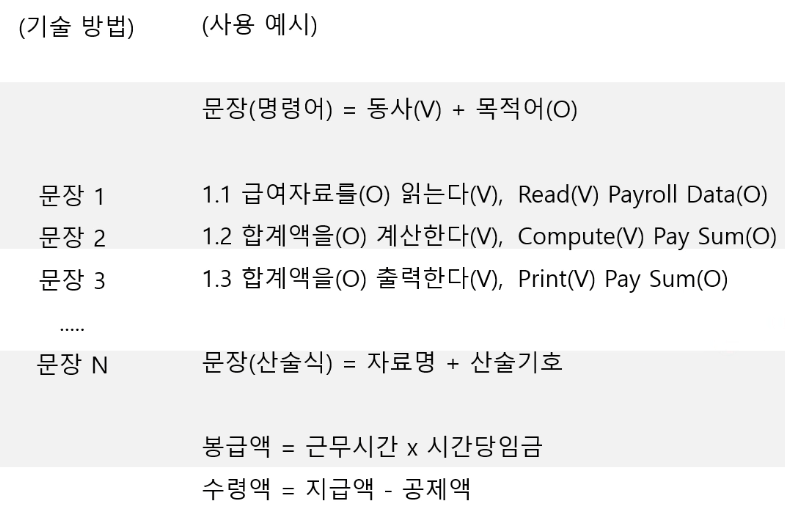 (기술 방법) (사용 예시)
문장(명령어) = 동사(V) + 목적어(O)
문장 1 1.1 급여자료를(O) 읽는다(V), Read(V) Payroll Data(O)
문장 2 1.2 합계액을(O) 계산한다(V), Compute(V) Pay Sum(O)
문장 3 1.3 합계액을(O) 출력한다(V), Print(V) Pay Sum(O)
.....
문장 N 문장(산술식) = 자료명 + 산술기호
봉급액 = 근무시간 x 시간당임금
수령액 = 지급액 - 공제액